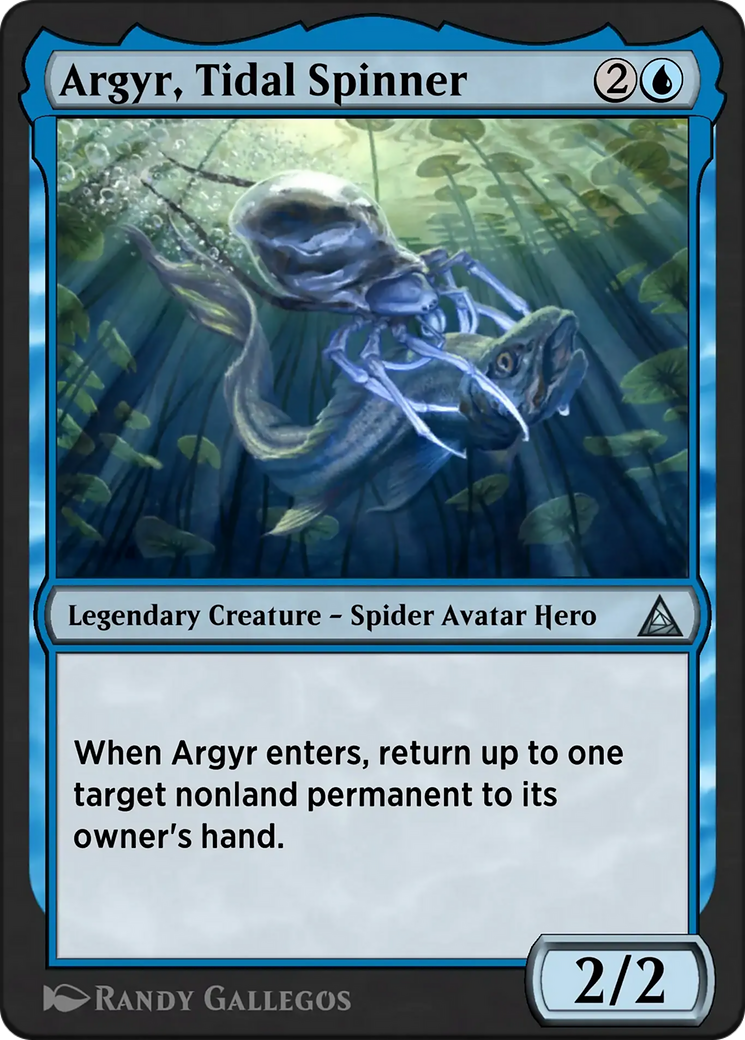 Argyr, Tidal Spinner 2
Legendary Creature – Spider Avatar Hero
When Argyr enters, return up to one
target nonland permanent to its
owner's hand.
2/2
Randy Gallegos